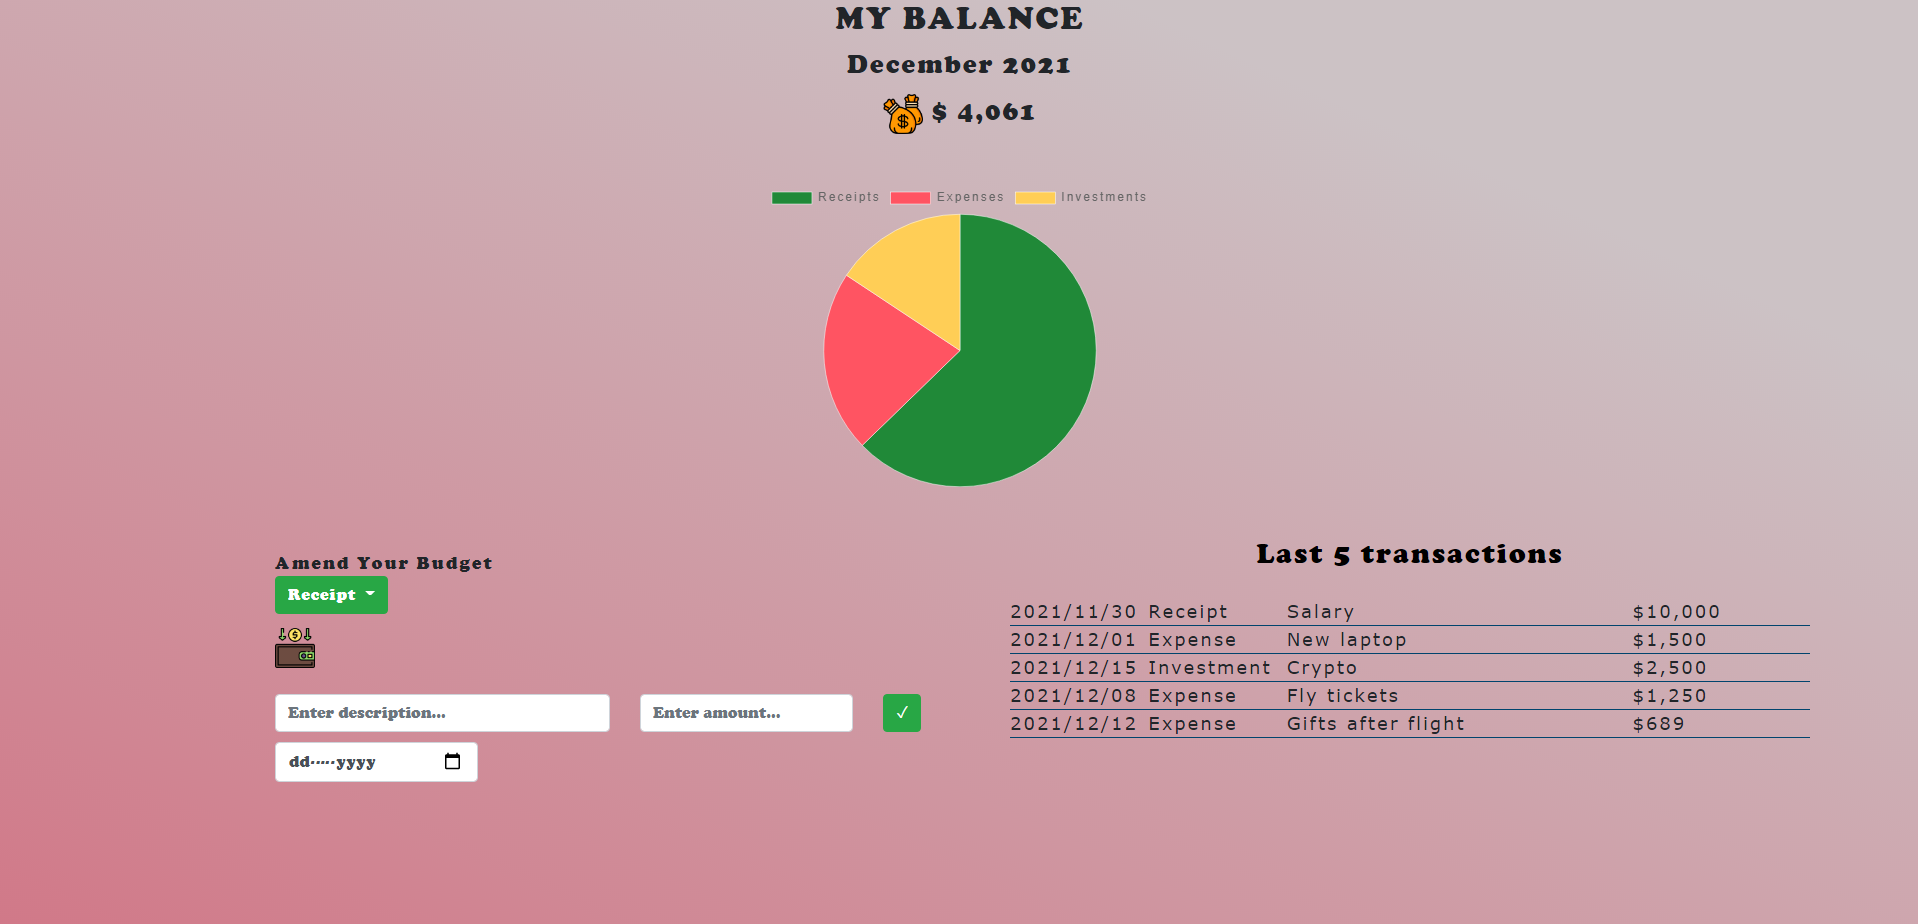 MY BALANCE
December 2021
$ 4,061
Receipts Expenses Investments
Amend Your Budget
Receipt
Enter description...
Enter amount...
✓
dd-----yyyy
Last 5 transactions
2021/11/30 Receipt Salary $10,000
2021/12/01 Expense New laptop $1,500
2021/12/15 Investment Crypto $2,500
2021/12/08 Expense Fly tickets $1,250
2021/12/12 Expense Gifts after flight $689